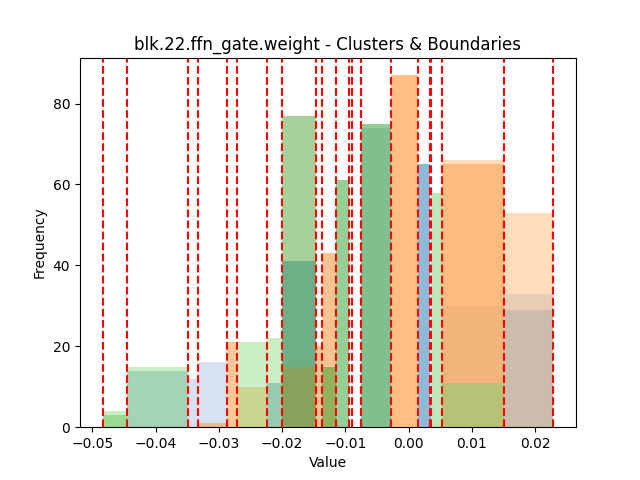 blk.22.ffn_gate.weight - Clusters & Boundaries
Frequency
80
60
40
20
0
−0.05 −0.04 −0.03 −0.02 −0.01 0.00 0.01 0.02
Value